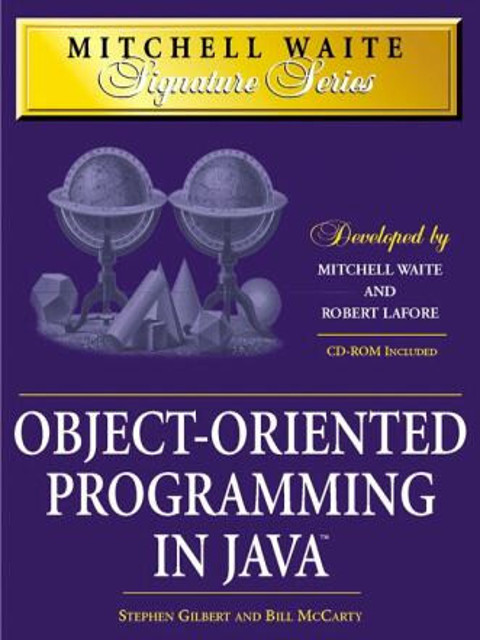 MITCHELL WAITE
Signature Series
Developed by
MITCHELL WAITE
AND
ROBERT LAFORE
CD-ROM INCLUDED
OBJECT-ORIENTED
PROGRAMMING
IN JAVA™
STEPHEN GILBERT AND BILL MCCARTY